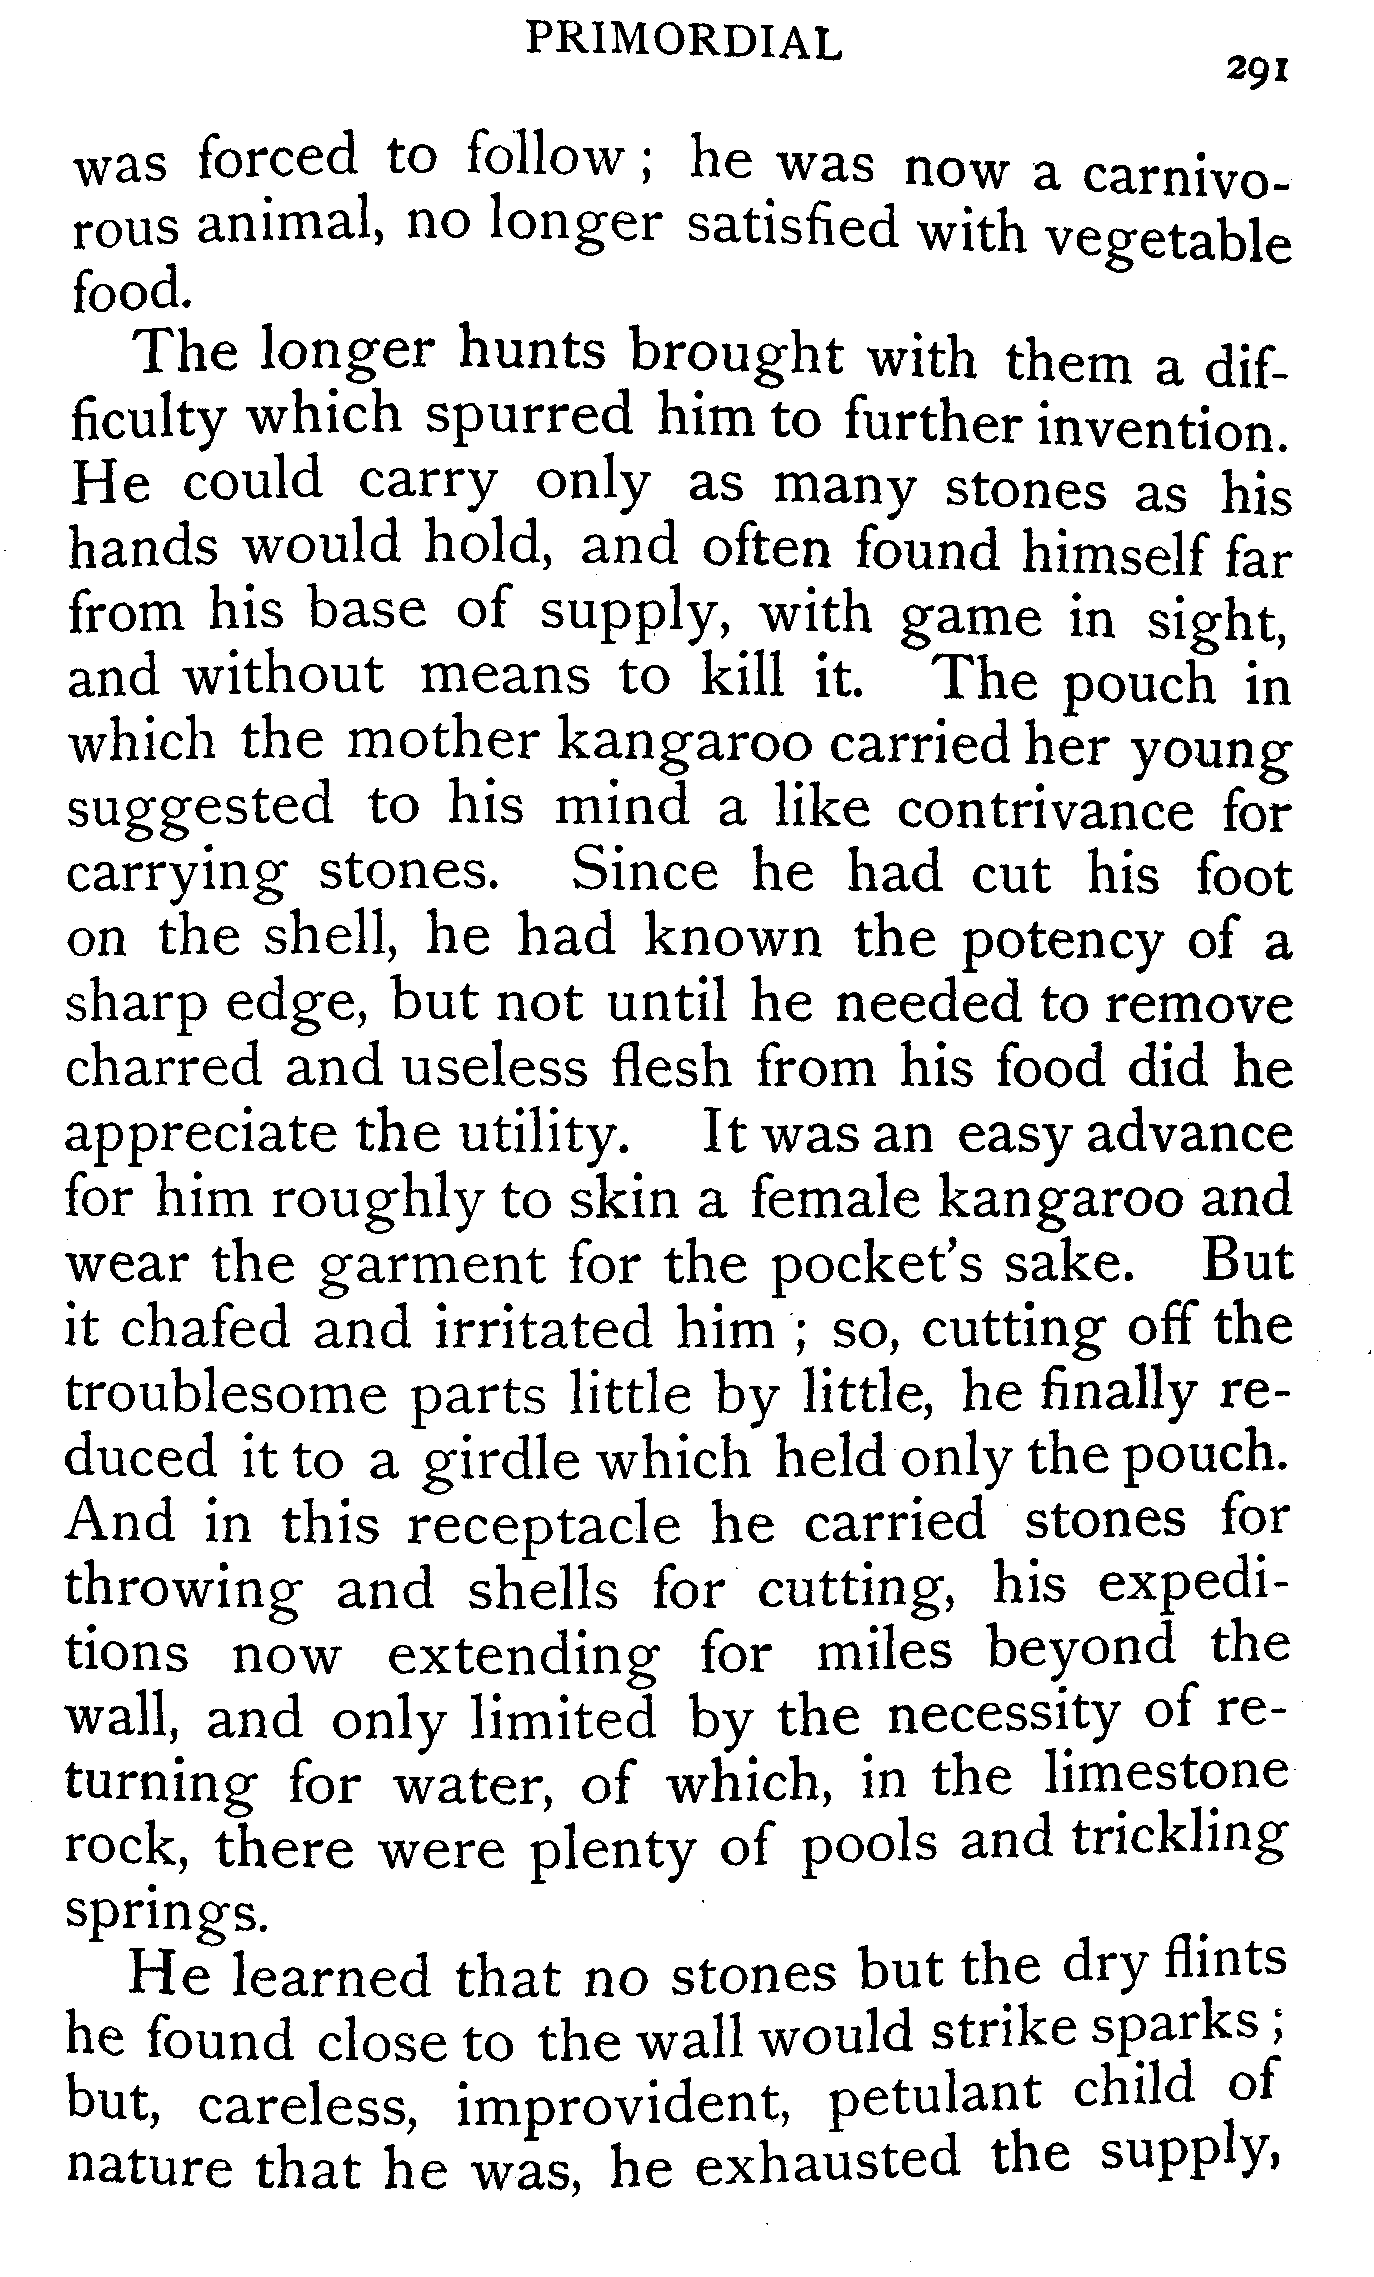 PRIMORDIAL
291
was forced to follow ; he was now a carnivo-
rous animal, no longer satisfied with vegetable
food.
The longer hunts brought with them a dif-
ficulty which spurred him to further invention.
He could carry only as many stones as his
hands would hold, and often found himself far
from his base of supply, with game in sight,
and without means to kill it. The pouch in
which the mother kangaroo carried her young
suggested to his mind a like contrivance for
carrying stones. Since he had cut his foot
on the shell, he had known the potency of a
sharp edge, but not until he needed to remove
charred and useless flesh from his food did he
appreciate the utility. It was an easy advance
for him roughly to skin a female kangaroo and
wear the garment for the pocket's sake. But
it chafed and irritated him ; so, cutting off the
troublesome parts little by little, he finally re-
duced it to a girdle which held only the pouch.
And in this receptacle he carried stones for
throwing and shells for cutting, his expedi-
tions now extending for miles beyond the
wall, and only limited by the necessity of re-
turning for water, of which, in the limestone
rock, there were plenty of pools and trickling
springs.
He learned that no stones but the dry flints
he found close to the wall would strike sparks ;
but, careless, improvident, petulant child of
nature that he was, he exhausted the supply,